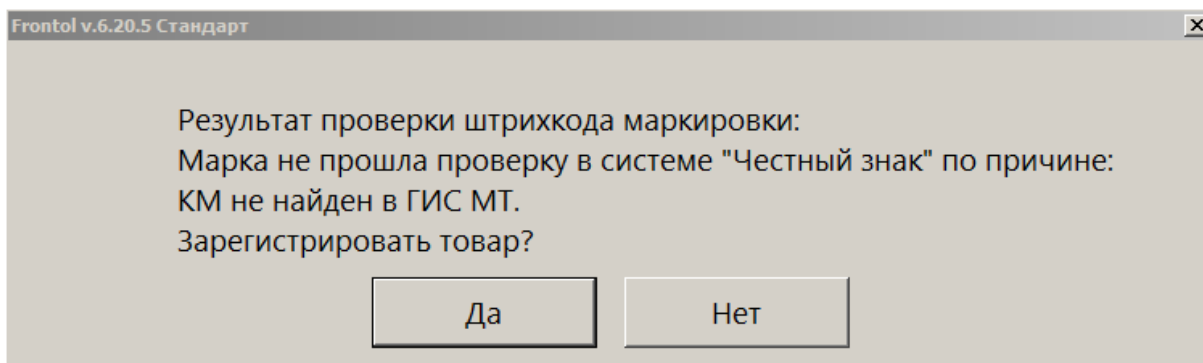 Frontol v.6.20.5 Стандарт
Результат проверки штрихкода маркировки:
Марка не прошла проверку в системе "Честный знак" по причине:
КМ не найден в ГИС МТ.
Зарегистрировать товар?
Да Нет